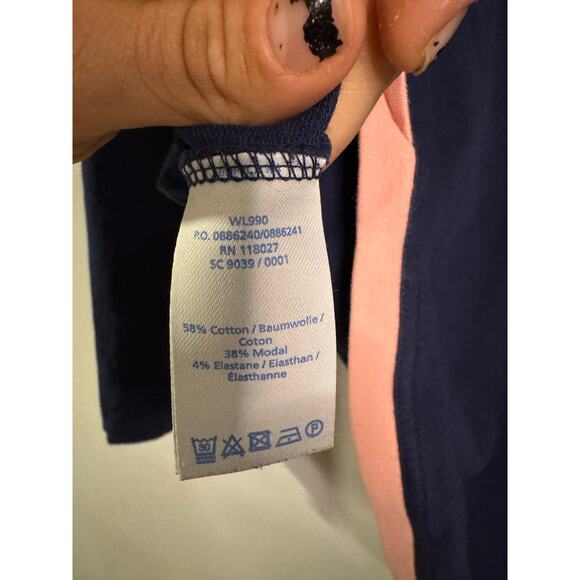 WL990
P.O. 0886240/0886241
RN 118027
SC 9039 / 0001
58% Cotton / Baumwolle /
Coton
38% Modal
4% Elastane / Elasthan /
Élasthanne
30
P